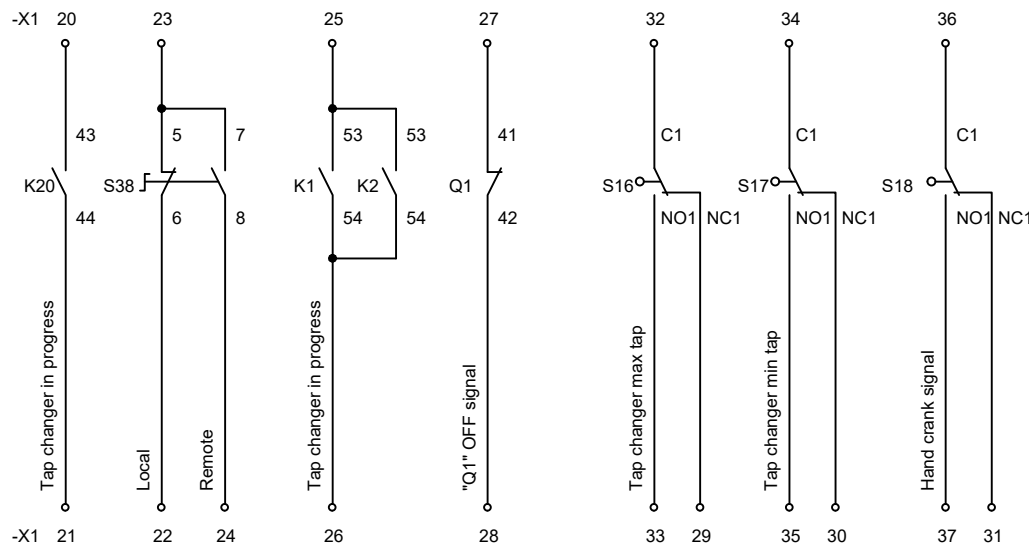 -X1 20 23 25 27 32 34 36
43 5 7 53 53 41 C1 C1 C1
K20 S38 K1 K2 Q1 S16 S17 S18
44 6 8 54 54 42 NO1 NC1 NO1 NC1 NO1 NC1
Tap changer in progress
Local
Remote
Tap changer in progress
"Q1" OFF signal
Tap changer max tap
Tap changer min tap
Hand crank signal
-X1 21 22 24 26 28 33 29 35 30 37 31